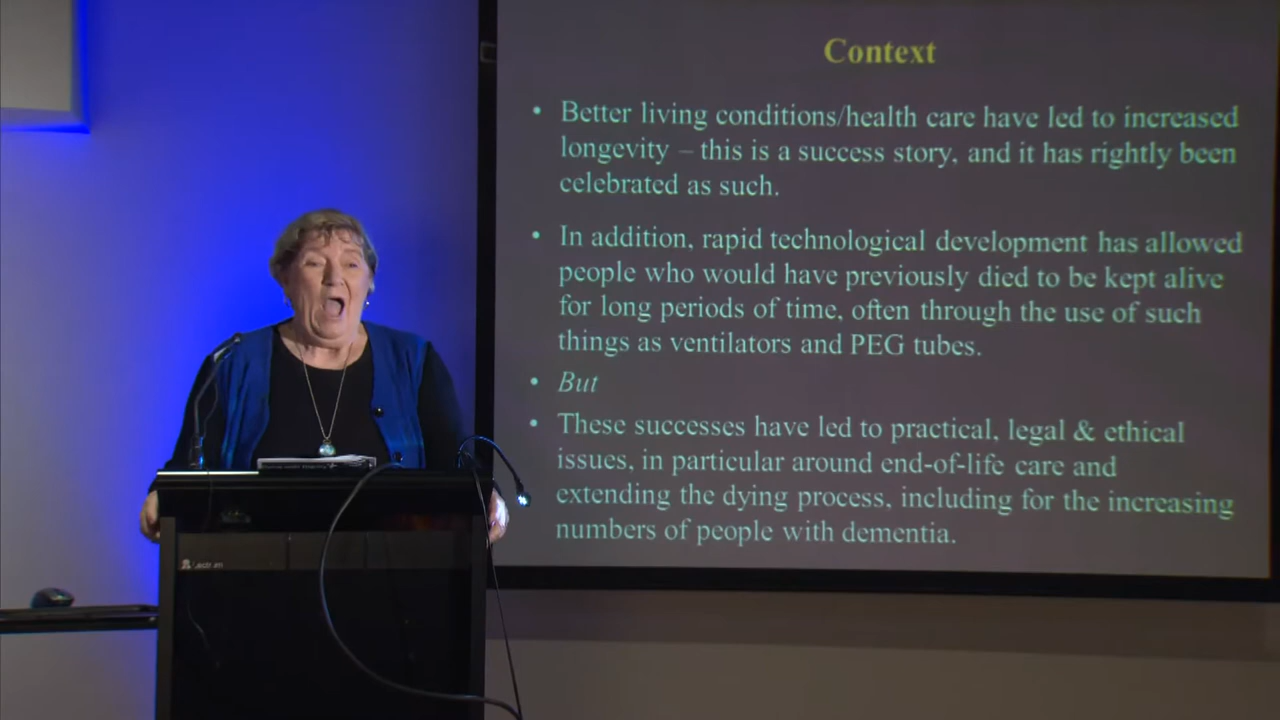 Context
• Better living conditions/health care have led to increased
longevity – this is a success story, and it has rightly been
celebrated as such.
• In addition, rapid technological development has allowed
people who would have previously died to be kept alive
for long periods of time, often through the use of such
things as ventilators and PEG tubes.
• But
• These successes have led to practical, legal & ethical
issues, in particular around end-of-life care and
extending the dying process, including for the increasing
numbers of people with dementia.